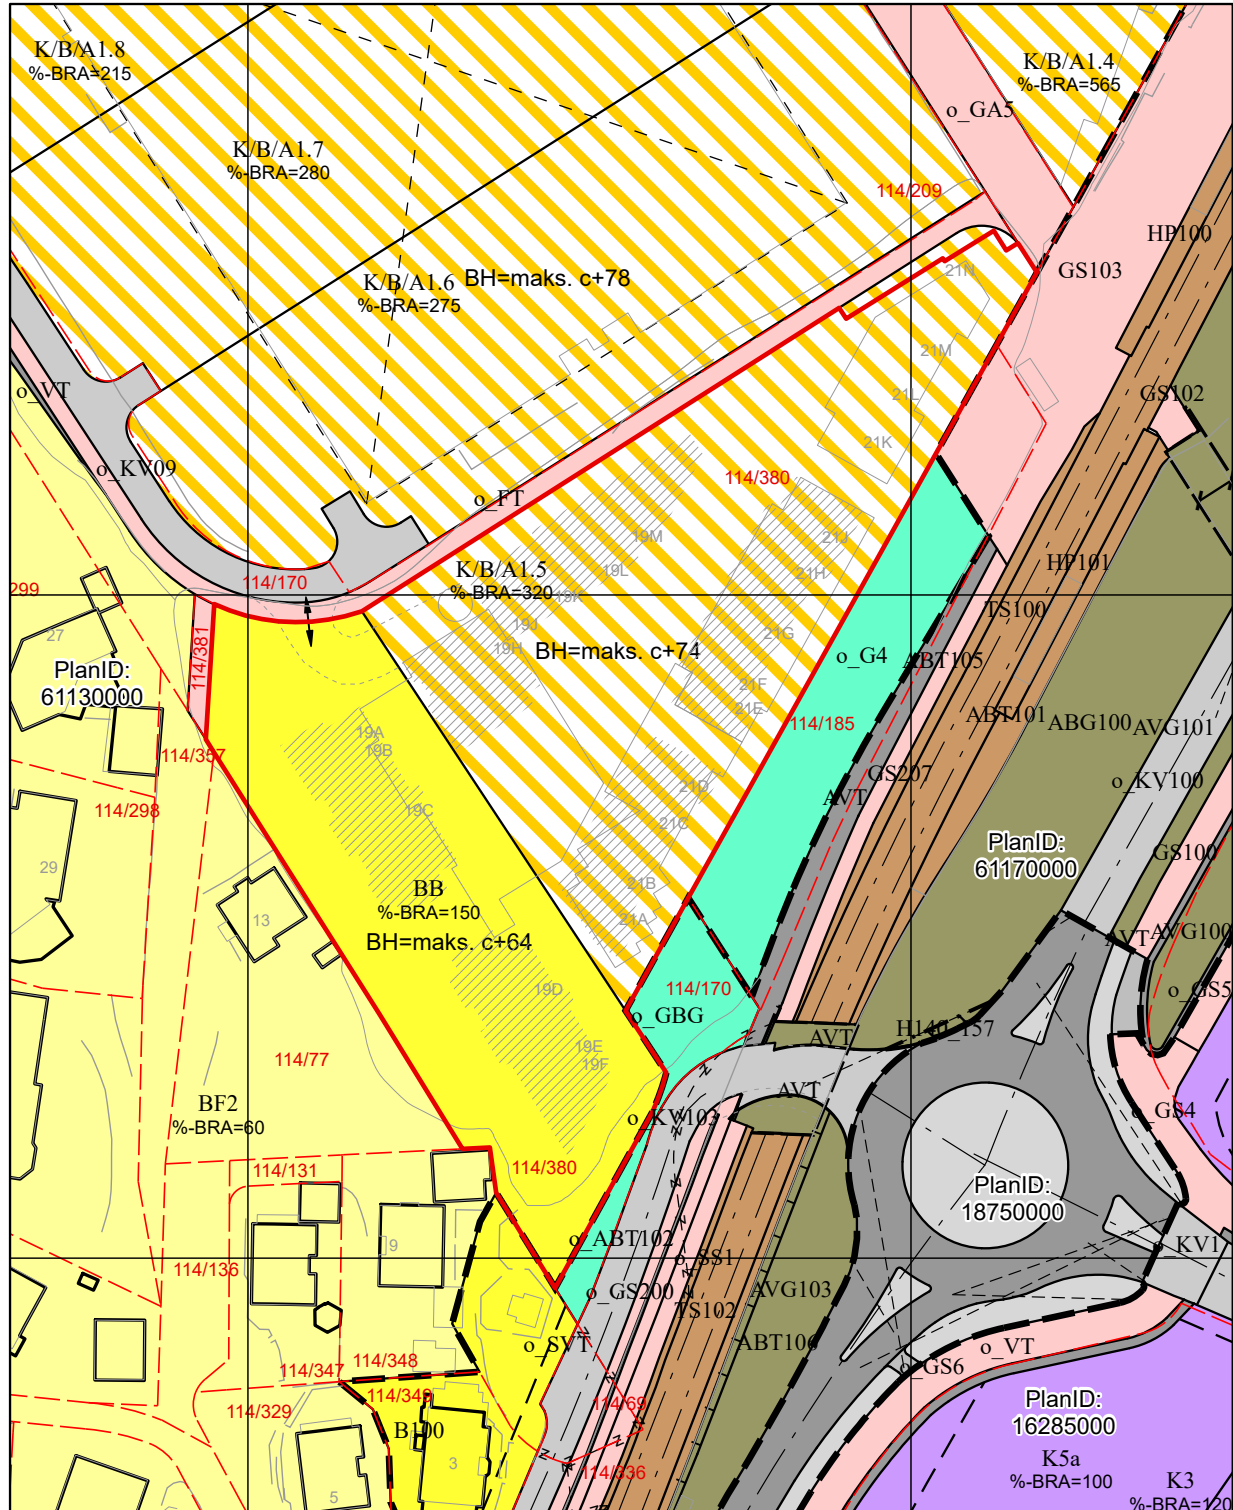 K/B/A1.8
%-BRA=215
K/B/A1.4
%-BRA=565
o_GA5
K/B/A1.7
%-BRA=280
114/209
HP100
GS103
21N
K/B/A1.6
%-BRA=275
BH=maks. c+78
21M
21L
21K
GS102
o_VT
o_KV09
o_FT
114/380
19M
21J
K/B/A1.5
%-BRA=320
19L
21H
HP101
114/170
299
19K
TS100
19J
19H
21G
27
114/381
PlanID:
61130000
BH=maks. c+74
o_G4
ABT105
21F
21E
114/185
ABT101
ABG100
AVG101
19A
19B
114/357
GS207
o_KV100
21D
AVT
114/298
19C
21C
PlanID:
61170000
GS100
29
BB
%-BRA=150
BH=maks. c+64
21B
21A
13
AVT
AVG100
19D
114/170
o_GS5
o_GBG
H140_157
AVT
19E
19F
114/77
AVT
BF2
%-BRA=60
o_KV103
o_GS4
114/131
114/380
PlanID:
18750000
9
o_ABT102
o_SS1
o_KV1
114/136
o_GS200
TS102
AVG103
ABT106
o_SVT
o_VT
o_GS6
114/348
114/347
114/349
114/329
114/69
PlanID:
16285000
B100
3
114/336
K5a
%-BRA=100
K3
%-BRA=120
5